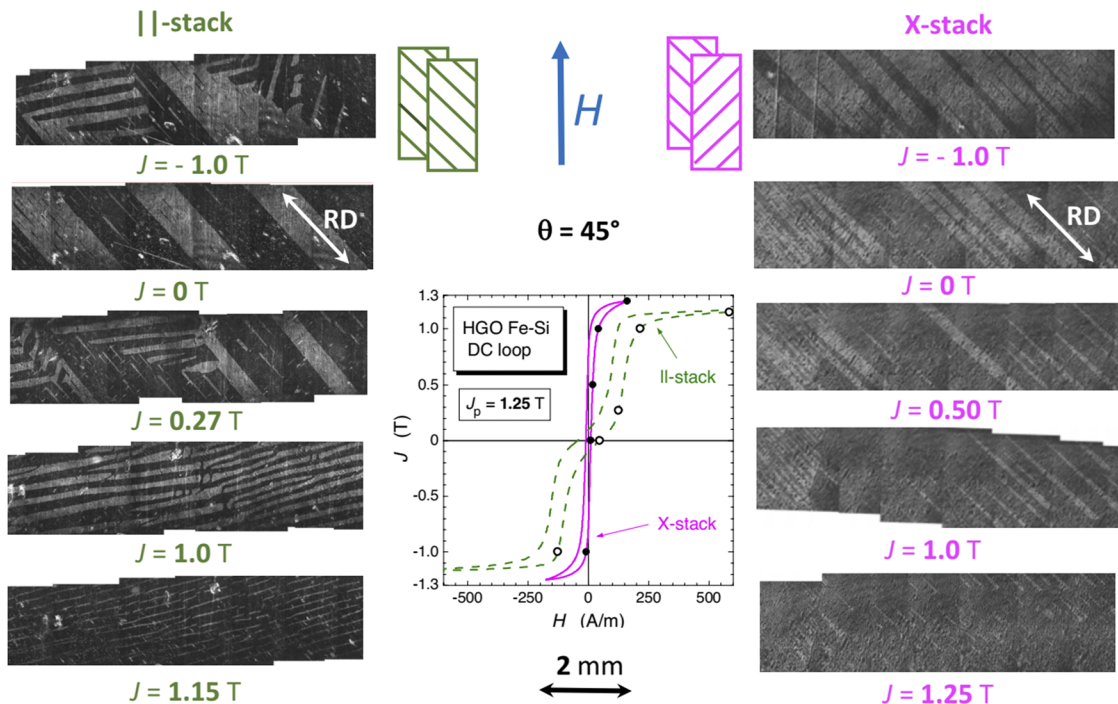 ||-stack
X-stack
H
J = - 1.0 T
J = - 1.0 T
RD
RD
θ = 45°
J = 0 T
J = 0 T
HGO Fe-Si
DC loop
Jp = 1.25 T
II-stack
X-stack
1.3
1.0
0.5
0
-0.5
-1.0
-1.3
J (T)
-500 -250 0 250 500
H (A/m)
J = 0.27 T
J = 0.50 T
J = 1.0 T
J = 1.0 T
2 mm
J = 1.15 T
J = 1.25 T